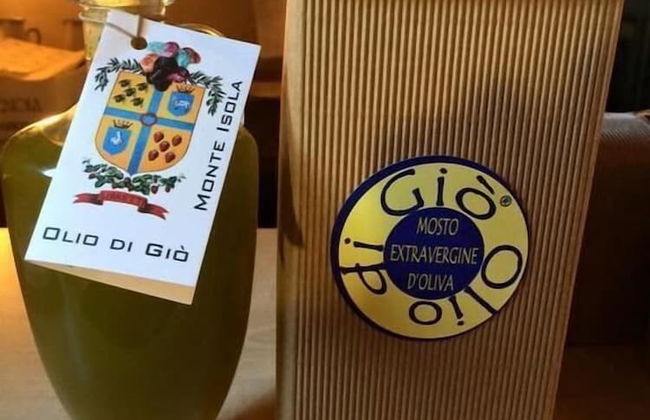 MONTE ISOLA
OLIO DI GIÒ
Olio di Giò®
MOSTO
EXTRAVERGINE
D'OLIVA